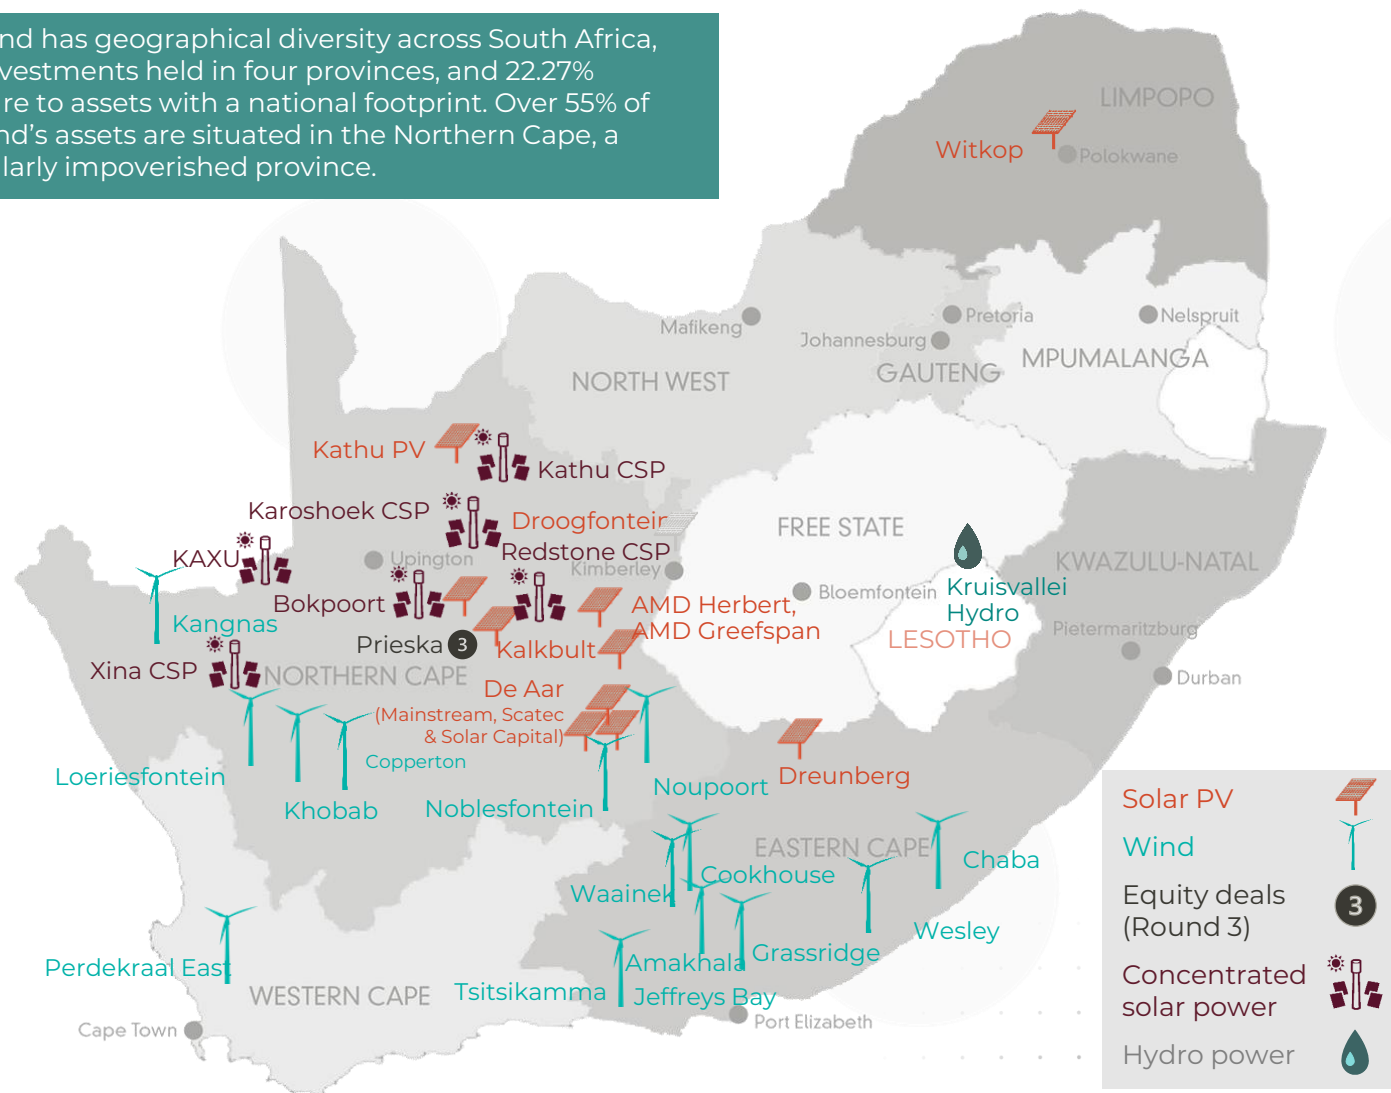 nd has geographical diversity across South Africa,
vestments held in four provinces, and 22.27%
re to assets with a national footprint. Over 55% of
nd's assets are situated in the Northern Cape, a
larly impoverished province.
LIMPOPO
Witkop
Polokwane
Mafikeng
Pretoria
Nelspruit
Johannesburg
NORTH WEST
GAUTENG
MPUMALANGA
Kathu PV
Kathu CSP
Karoshoek CSP
Droogfontein
FREE STATE
Redstone CSP
KAXU
Upington
Kimberley
KWAZULU-NATAL
Bokpoort
AMD Herbert,
AMD Greefspan
Bloemfontein
Kruisvallei
Hydro
Kangnas
Prieska 3
Kalkbult
LESOTHO
Pietermaritzburg
Xina CSP
NORTHERN CAPE
Durban
De Aar
(Mainstream, Scatec
& Solar Capital)
Copperton
Loeriesfontein
Khobab
Noblesfontein
Noupoort
Dreunberg
EASTERN CAPE
Chaba
Cookhouse
Waainek
Wesley
Grassridge
Amakhala
Perdekraal East
WESTERN CAPE
Tsitsikamma
Jeffreys Bay
Cape Town
Port Elizabeth
Solar PV
Wind
Equity deals
(Round 3)
3
Concentrated
solar power
Hydro power